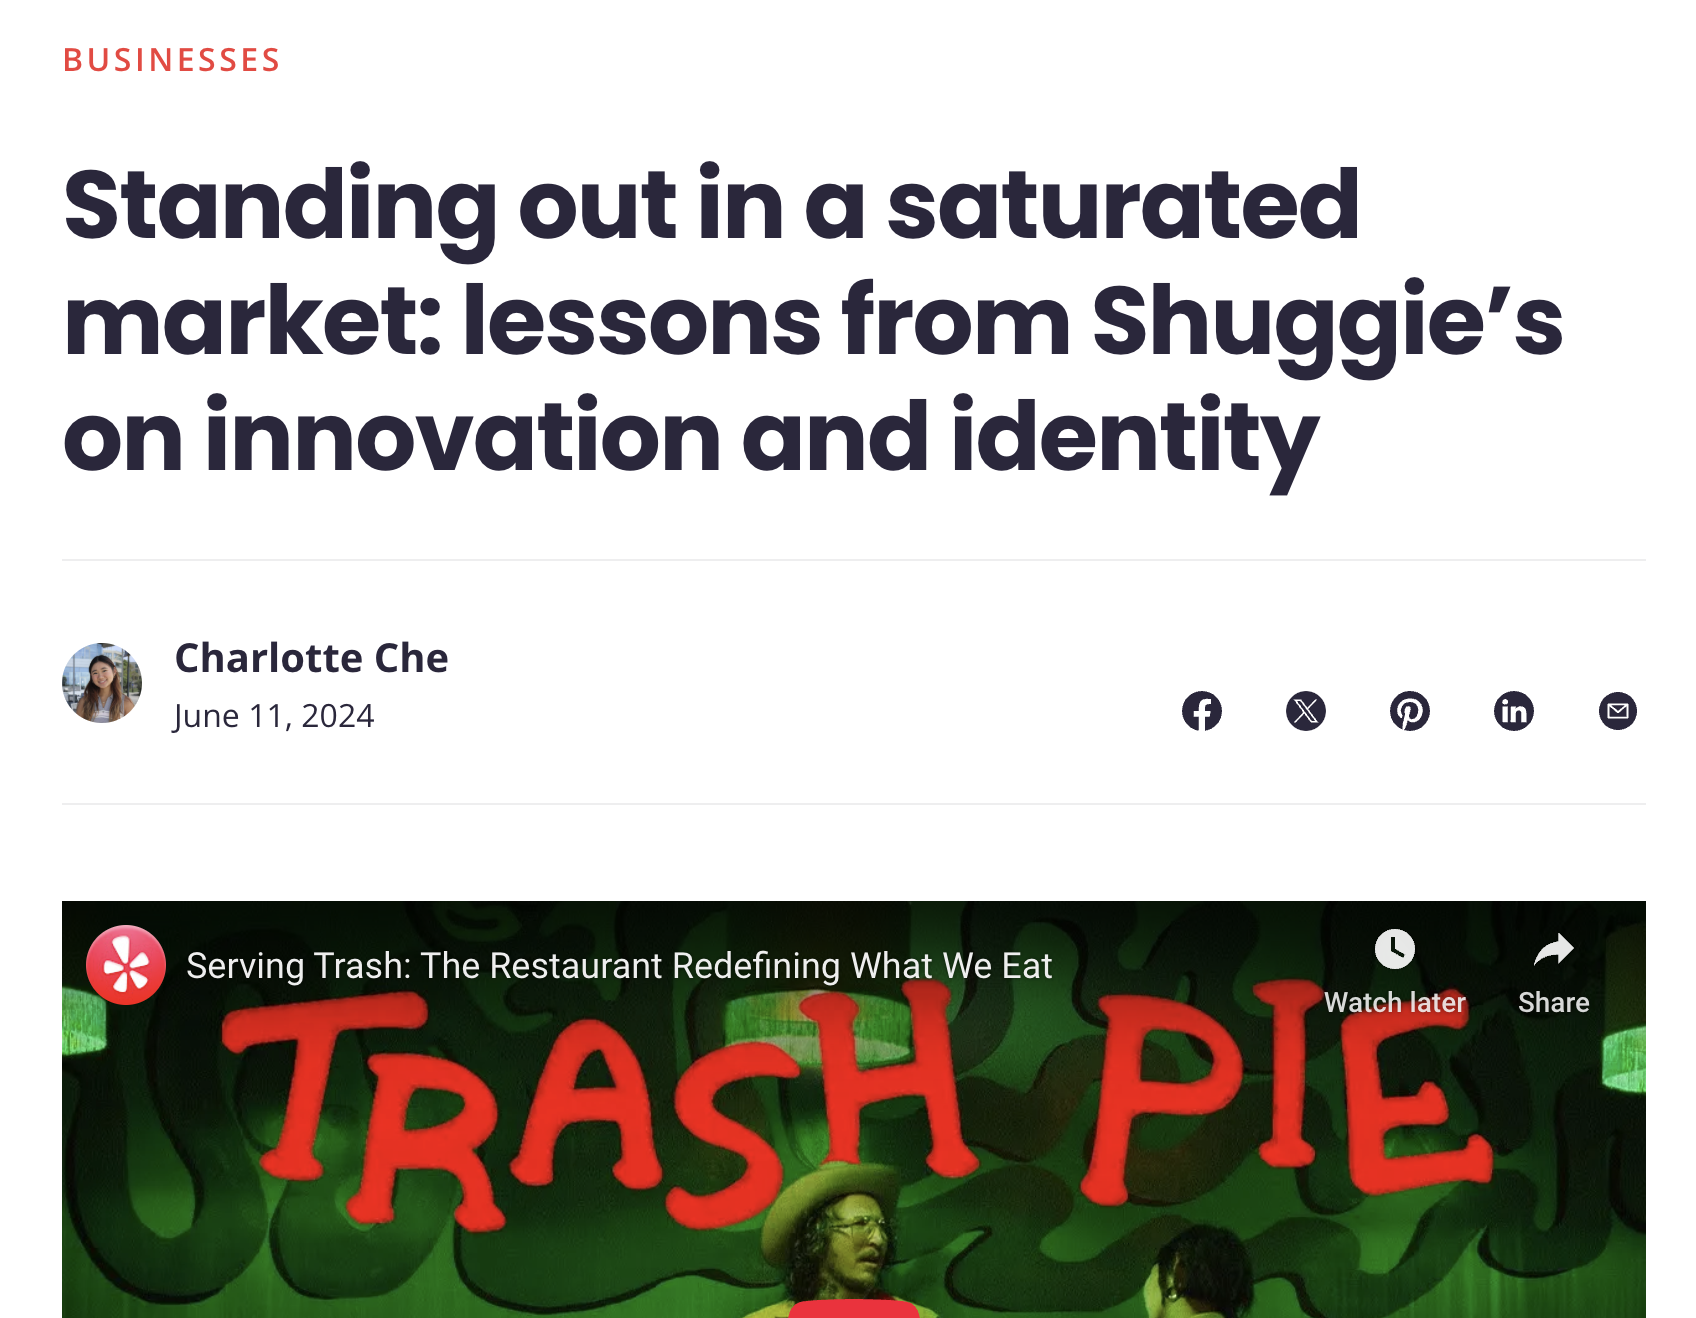 BUSINESSES
Standing out in a saturated
market: lessons from Shuggie’s
on innovation and identity
Charlotte Che
June 11, 2024
Serving Trash: The Restaurant Redefining What We Eat
Watch later
Share
TRASH PIE